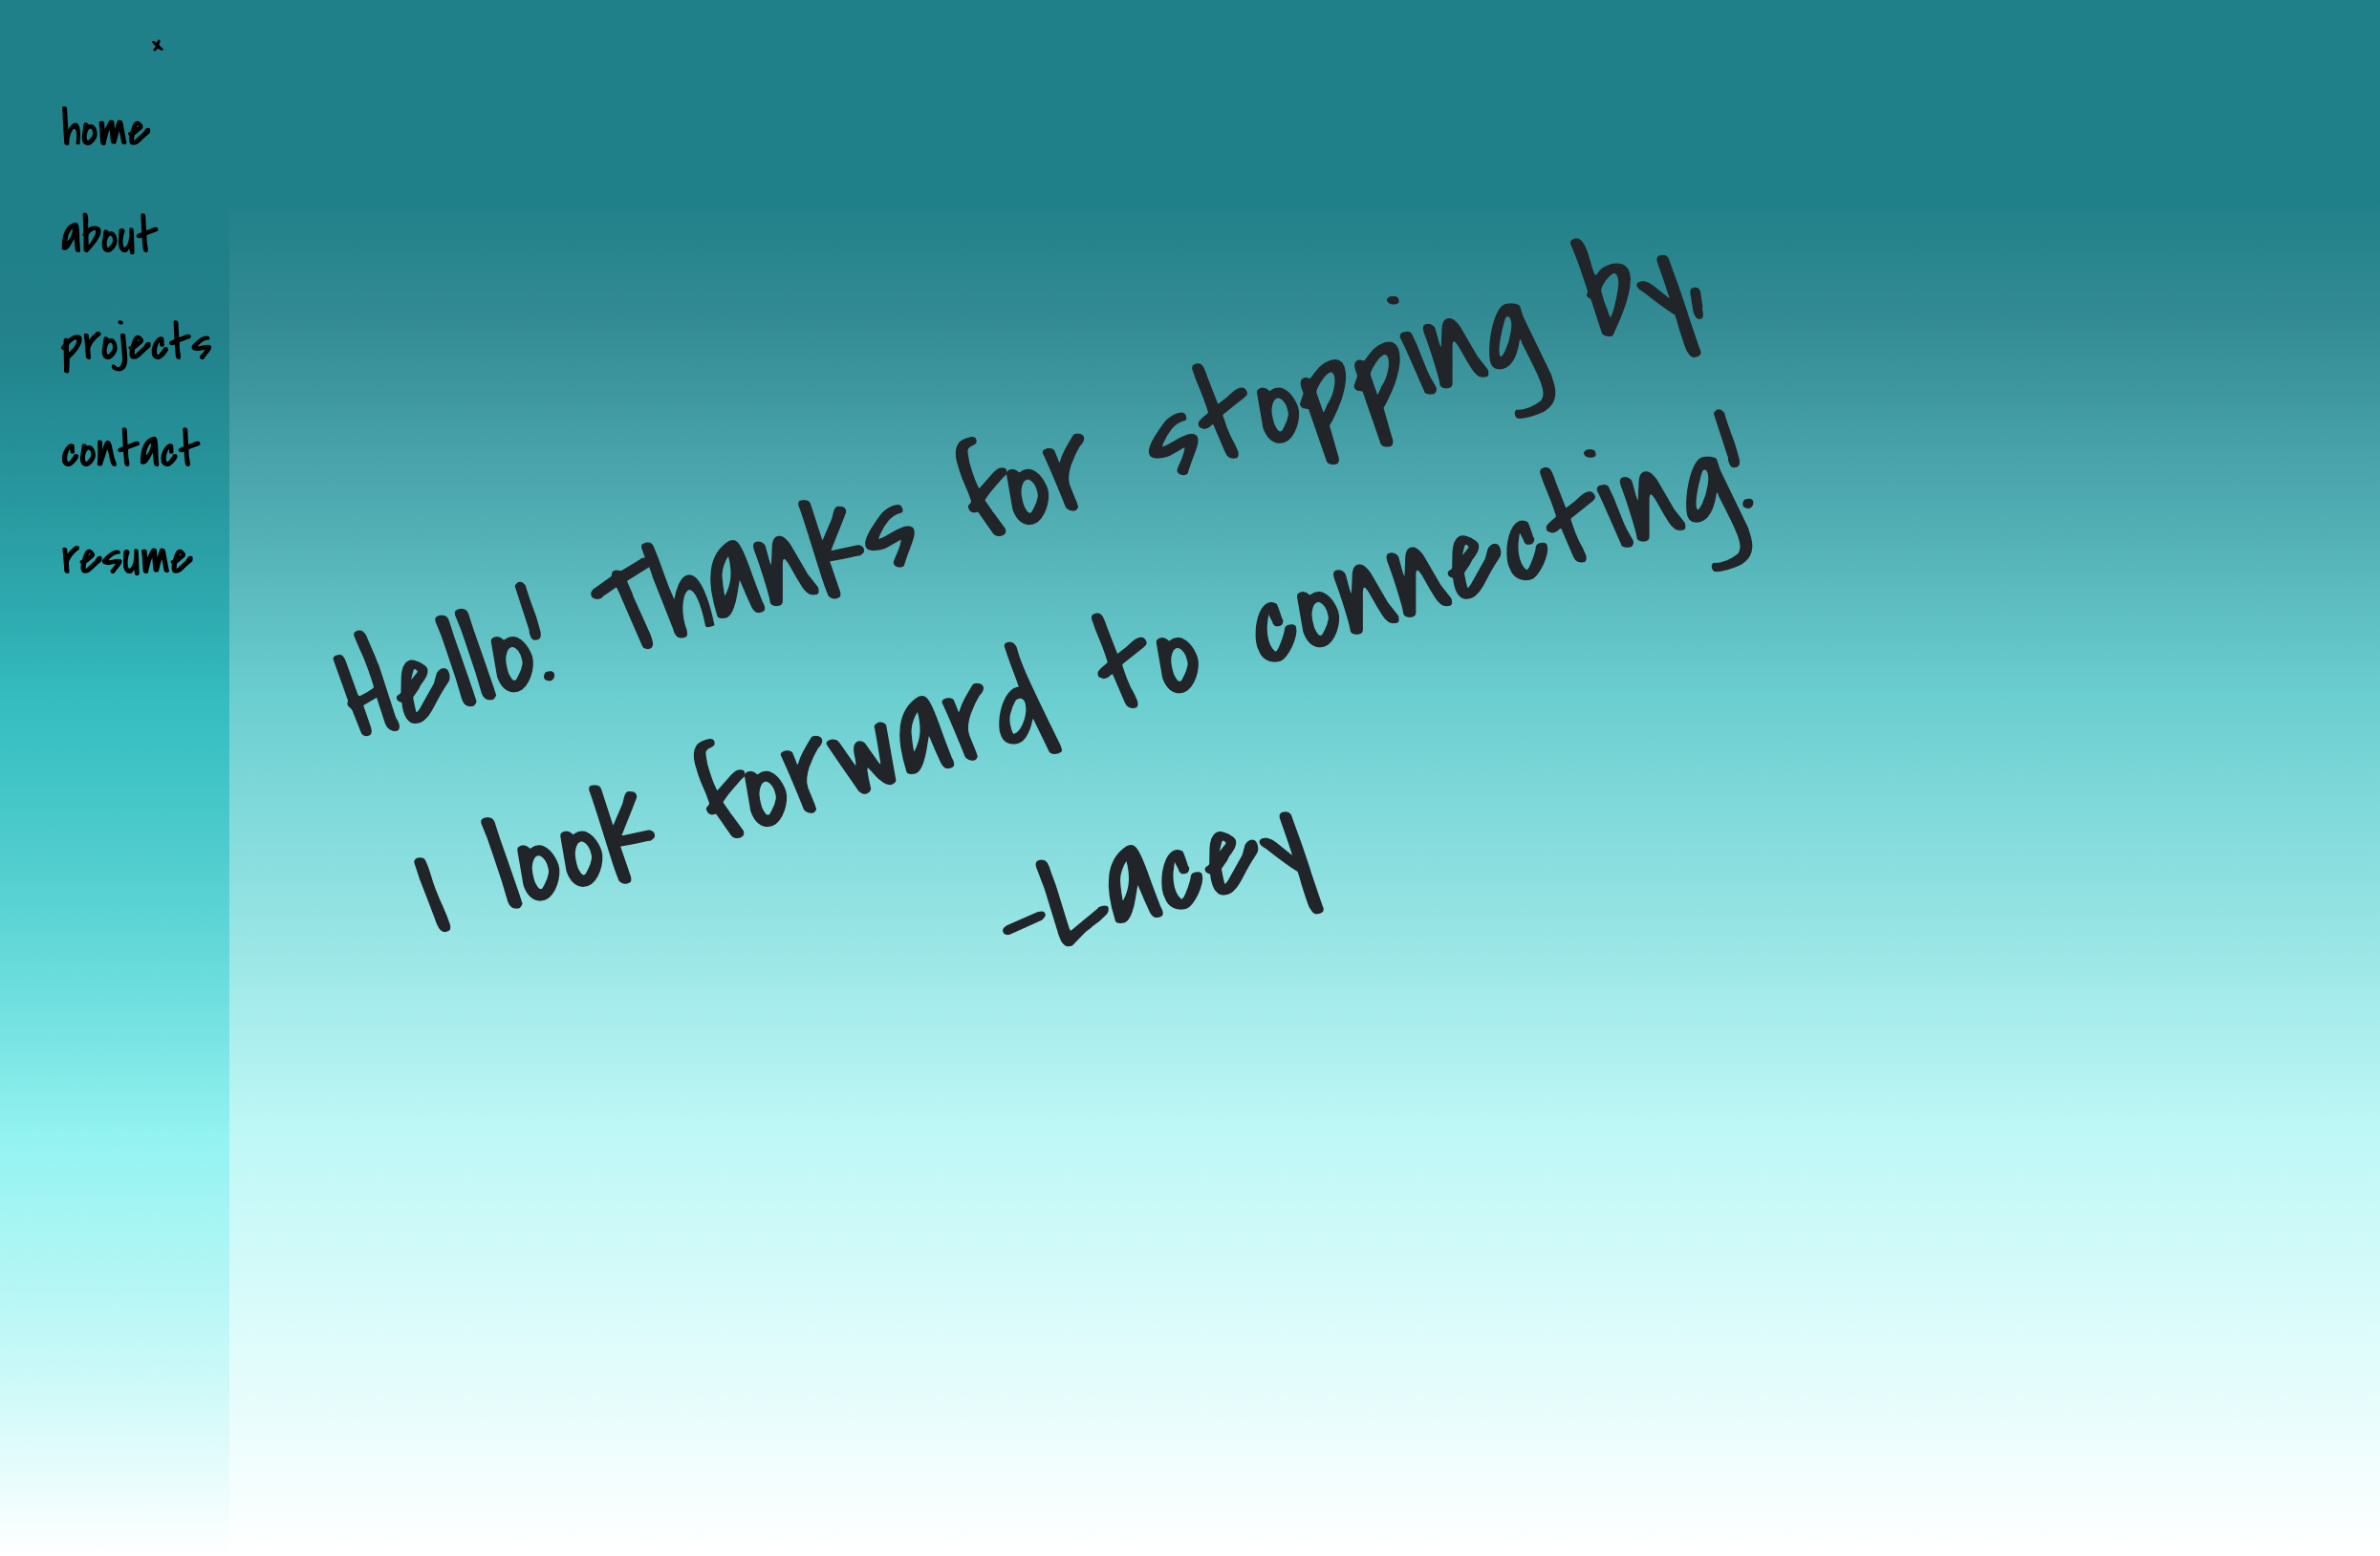 x
home
about
projects
contact
resume
Hello! Thanks for stopping by!
I look forward to connecting!
-Lacey